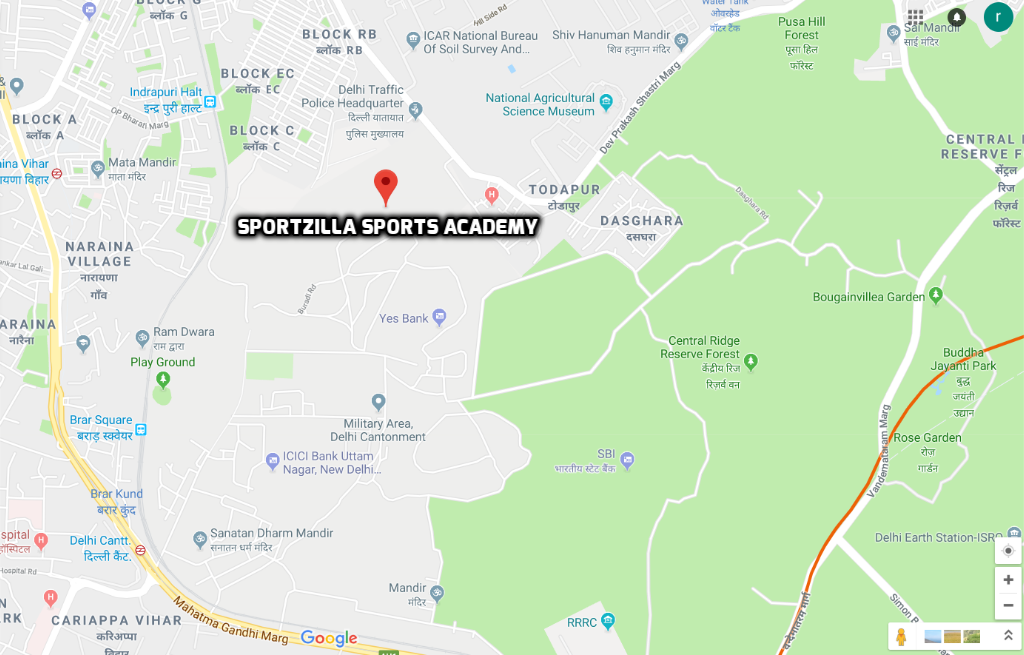 BLOCK G
ब्लॉक G
BLOCK RB
ब्लॉक RB
Hill Side Rd
ICAR National Bureau
Of Soil Survey And...
Shiv Hanuman Mandir
शिव हनुमान मंदिर
Water Tank
ओवरहेड
वॉटर टैंक
Pusa Hill
Forest
पूसा हिल
फॉरेस्ट
r
Sai Mandir
साई मंदिर
BLOCK EC
ब्लॉक EC
Indrapuri Halt
इन्द्र पुरी हाल्ट
Delhi Traffic
Police Headquarter
दिल्ली यातायात
पुलिस मुख्यालय
National Agricultural
Science Museum
Dev Prakash Shastri Marg
OP Bharati Marg
BLOCK A
ब्लॉक A
BLOCK C
ब्लॉक C
CENTRAL
RESERVE F
सेंट्रल
रिज
रिज़र्व
फॉरेस्ट
aina Vihar
ायणा विहार
Mata Mandir
माता मंदिर
H
TODAPUR
टोडापुर
Dasghara Rd
DASGHARA
दसघरा
SPORTZILLA SPORTS ACADEMY
NARAINA
VILLAGE
नारायणा
गाँव
ankar Lal Gali
Buradi Rd
Bougainvillea Garden
Yes Bank
ARAINA
नारैना
Ram Dwara
राम द्वारा
Play Ground
Central Ridge
Reserve Forest
केंद्रीय रिज
रिज़र्व बन
Buddha
Jayanti Park
बुद्ध
जयंती
उद्यान
Brar Square
बराड़ स्क्वेयर
Military Area,
Delhi Cantonment
Vandemataram Marg
Rose Garden
रोज
गार्डन
ICICI Bank Uttam
Nagar, New Delhi...
SBI
भारतीय स्टेट बैंक
Brar Kund
बरार कुंद
spital
हॉस्पिटल
H
Delhi Cantt.
दिल्ली कैंट.
Sanatan Dharm Mandir
सनातन धर्म मंदिर
Delhi Earth Station-ISRO
Hospital Rd
H
Mandir
मंदिर
CARIAPPA VIHAR
करिअप्पा
विहार
Mahatma Gandhi Marg
Google
RRRC
वन्देमातरम मार्ग
Simon